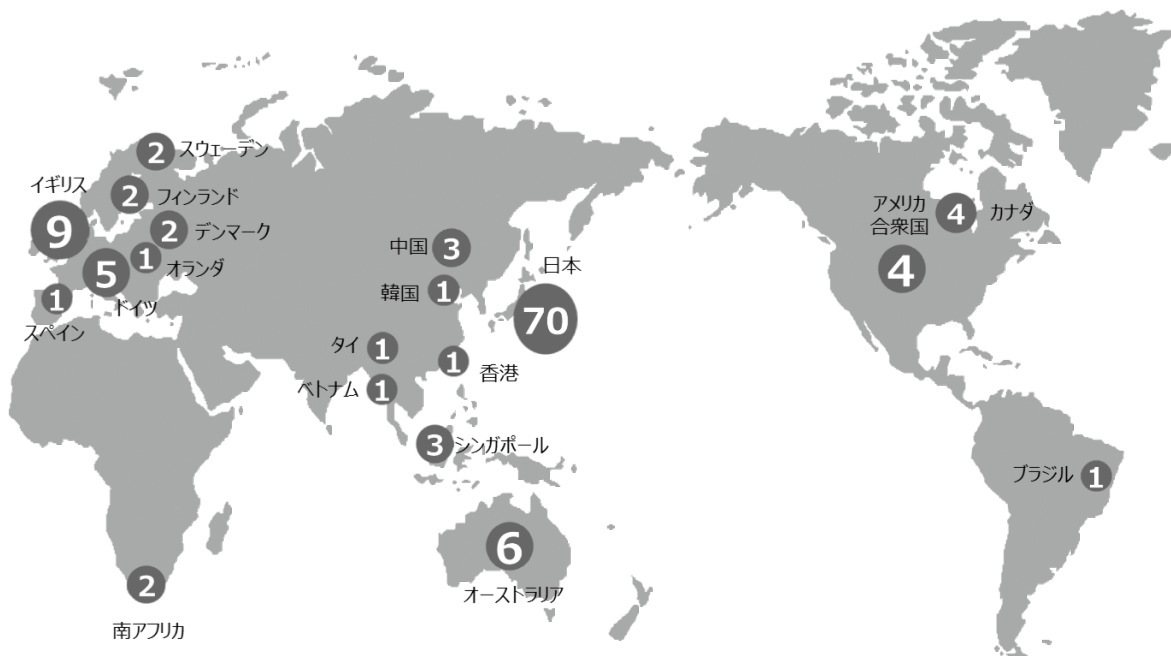 2 スウェーデン
イギリス
2 フィンランド
9
2 デンマーク
1 オランダ
5
ドイツ
1
スペイン
中国 3
日本
韓国 1
70
タイ 1
1 香港
ベトナム 1
3 シンガポール
6
オーストラリア
2
南アフリカ
アメリカ
合衆国
4 カナダ
4
ブラジル 1